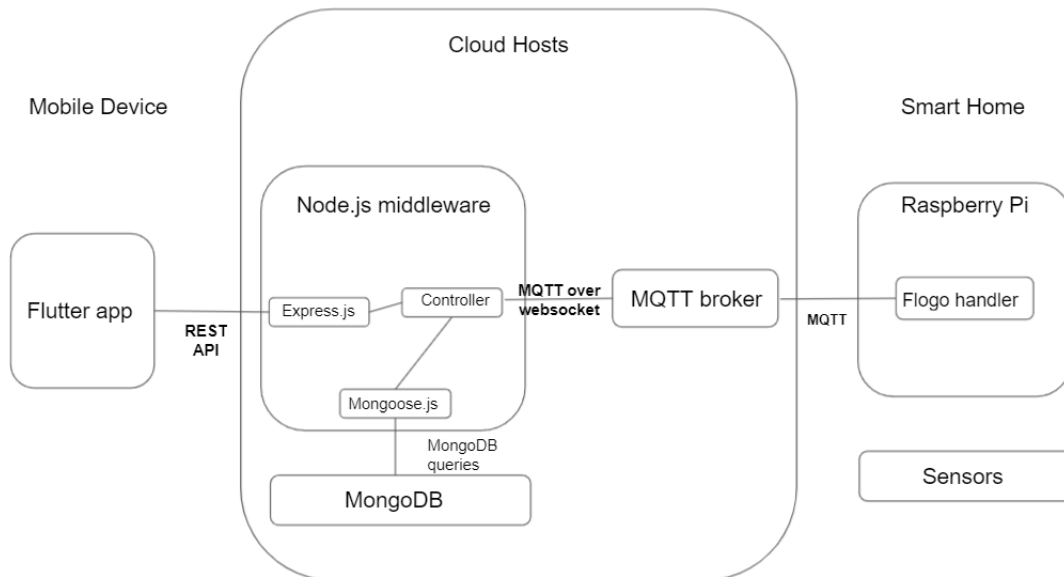 Cloud Hosts
Mobile Device
Smart Home
Node.js middleware
Raspberry Pi
Flutter app
REST
API
Express.js
Controller
MQTT over
websocket
MQTT broker
MQTT
Flogo handler
Mongoose.js
MongoDB
queries
MongoDB
Sensors